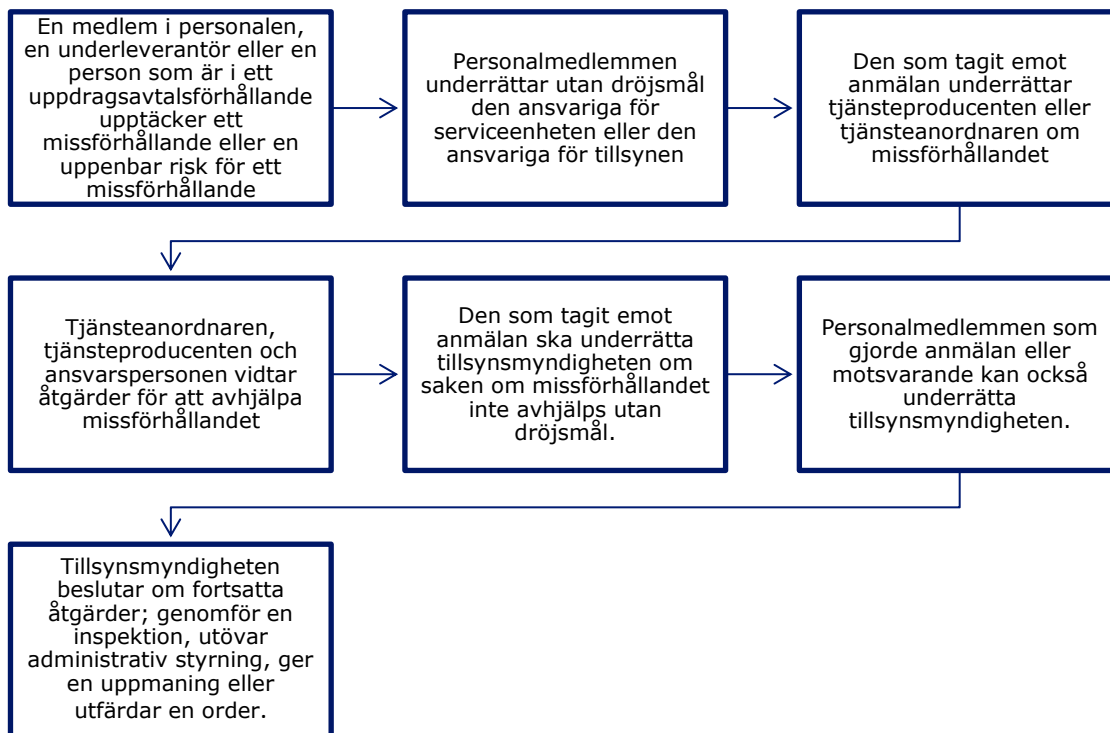 En medlem i personalen,
en underleverantör eller en
person som är i ett
uppdragsavtalsförhållande
upptäcker ett
missförhållande eller en
uppenbar risk för ett
missförhållande
Personalmedlemmen
underrättar utan dröjsmål
den ansvariga för
serviceenheten eller den
ansvariga för tillsynen
Den som tagit emot
anmälan underrättar
tjänsteproducenten eller
tjänsteanordnaren om
missförhållandet
Tjänsteanordnaren,
tjänsteproducenten och
ansvarspersonen vidtar
åtgärder för att avhjälpa
missförhållandet
Den som tagit emot
anmälan ska underrätta
tillsynsmyndigheten om
saken om missförhållandet
inte avhjälps utan
dröjsmål.
Personalmedlemmen som
gjorde anmälan eller
motsvarande kan också
underrätta
tillsynsmyndigheten.
Tillsynsmyndigheten
beslutar om fortsatta
åtgärder; genomför en
inspektion, utövar
administrativ styrning, ger
en uppmaning eller
utfärdar en order.